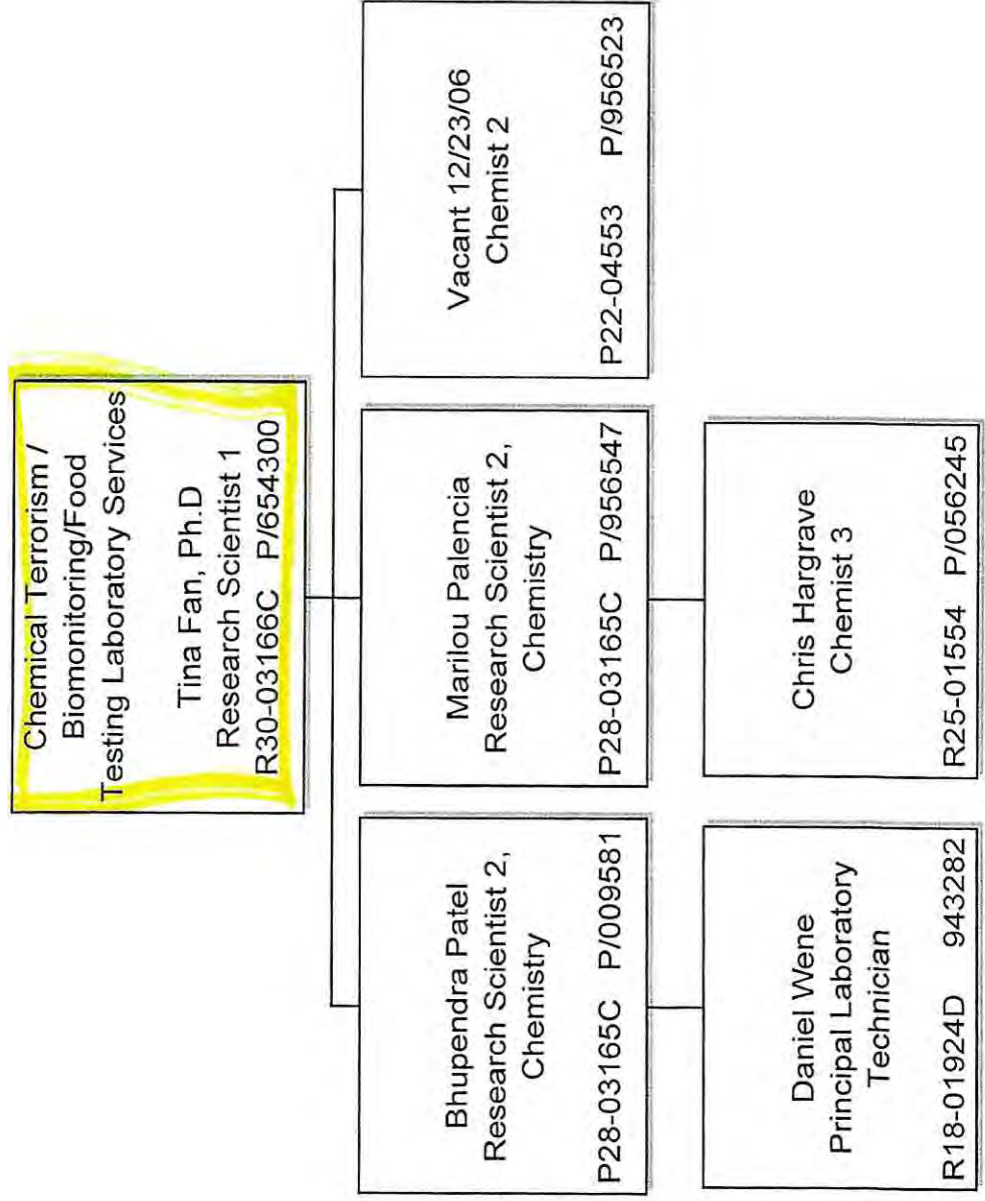 Chemical Terrorism /
Biomonitoring/Food
Testing Laboratory Services
Tina Fan, Ph.D
Research Scientist 1
R30-03166C P/654300
Bhupendra Patel
Research Scientist 2,
Chemistry
P28-03165C P/009581
Marilou Palencia
Research Scientist 2,
Chemistry
P28-03165C P/956547
Vacant 12/23/06
Chemist 2
P22-04553 P/956523
Daniel Wene
Principal Laboratory
Technician
R18-01924D 943282
Chris Hargrave
Chemist 3
R25-01554 P/056245